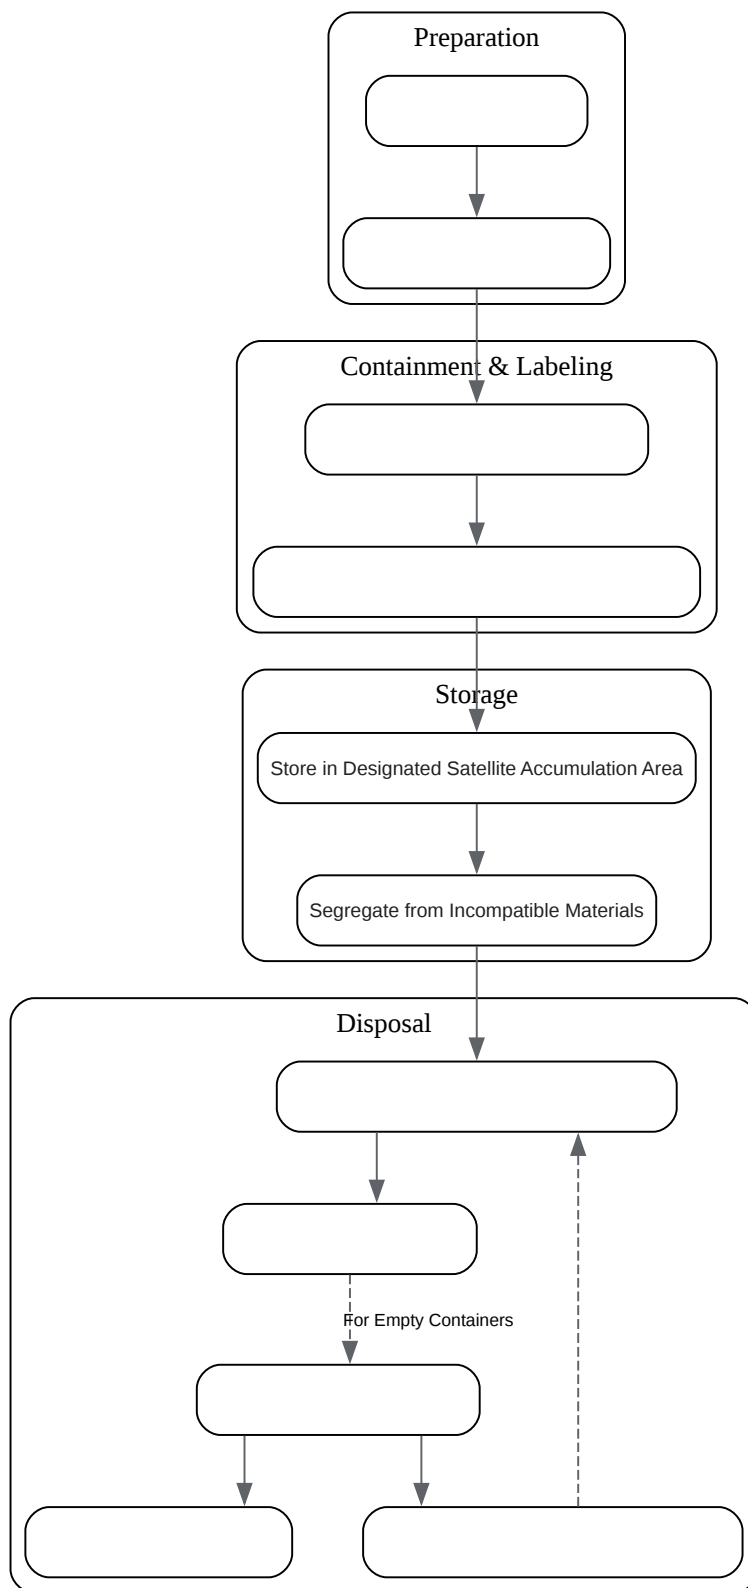 Preparation
Containment & Labeling
Storage
Store in Designated Satellite Accumulation Area
Segregate from Incompatible Materials
Disposal
For Empty Containers